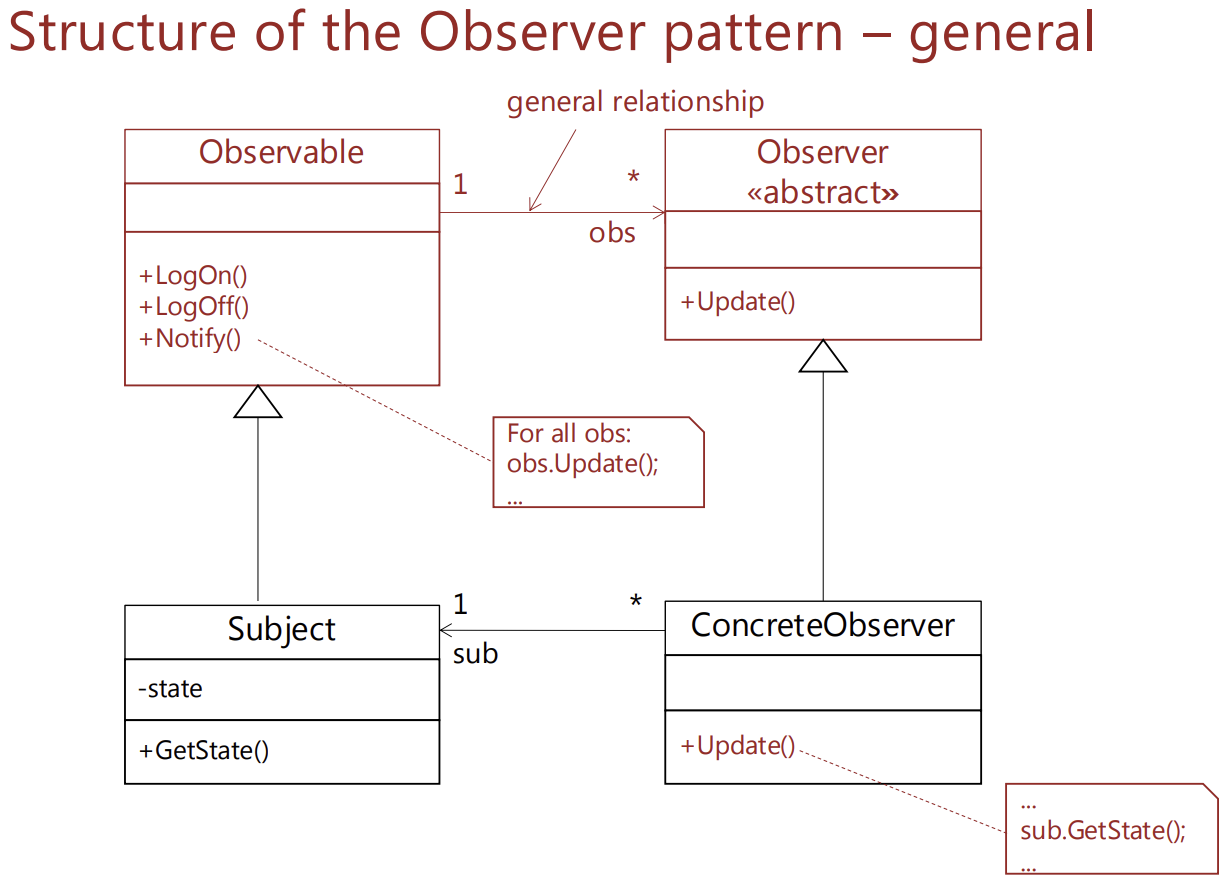 Structure of the Observer pattern – general
general relationship
Observable
1
*
obs
Observer
«abstract»
+LogOn()
+LogOff()
+Notify()
+Update()
For all obs:
obs.Update();
...
Subject
1
*
sub
ConcreteObserver
-state
+GetState()
+Update()
...
sub.GetState();
...